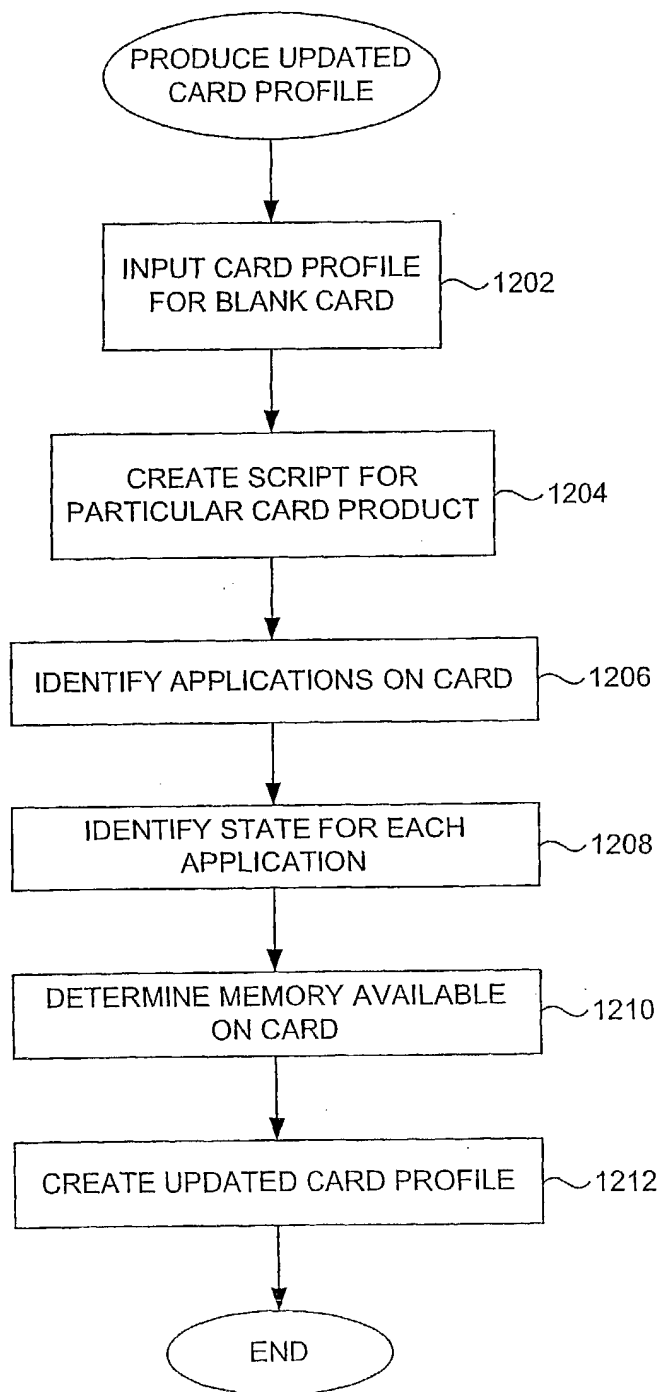 PRODUCE UPDATED
CARD PROFILE
INPUT CARD PROFILE
FOR BLANK CARD
1202
CREATE SCRIPT FOR
PARTICULAR CARD PRODUCT
1204
IDENTIFY APPLICATIONS ON CARD
1206
IDENTIFY STATE FOR EACH
APPLICATION
1208
DETERMINE MEMORY AVAILABLE
ON CARD
1210
CREATE UPDATED CARD PROFILE
1212
END